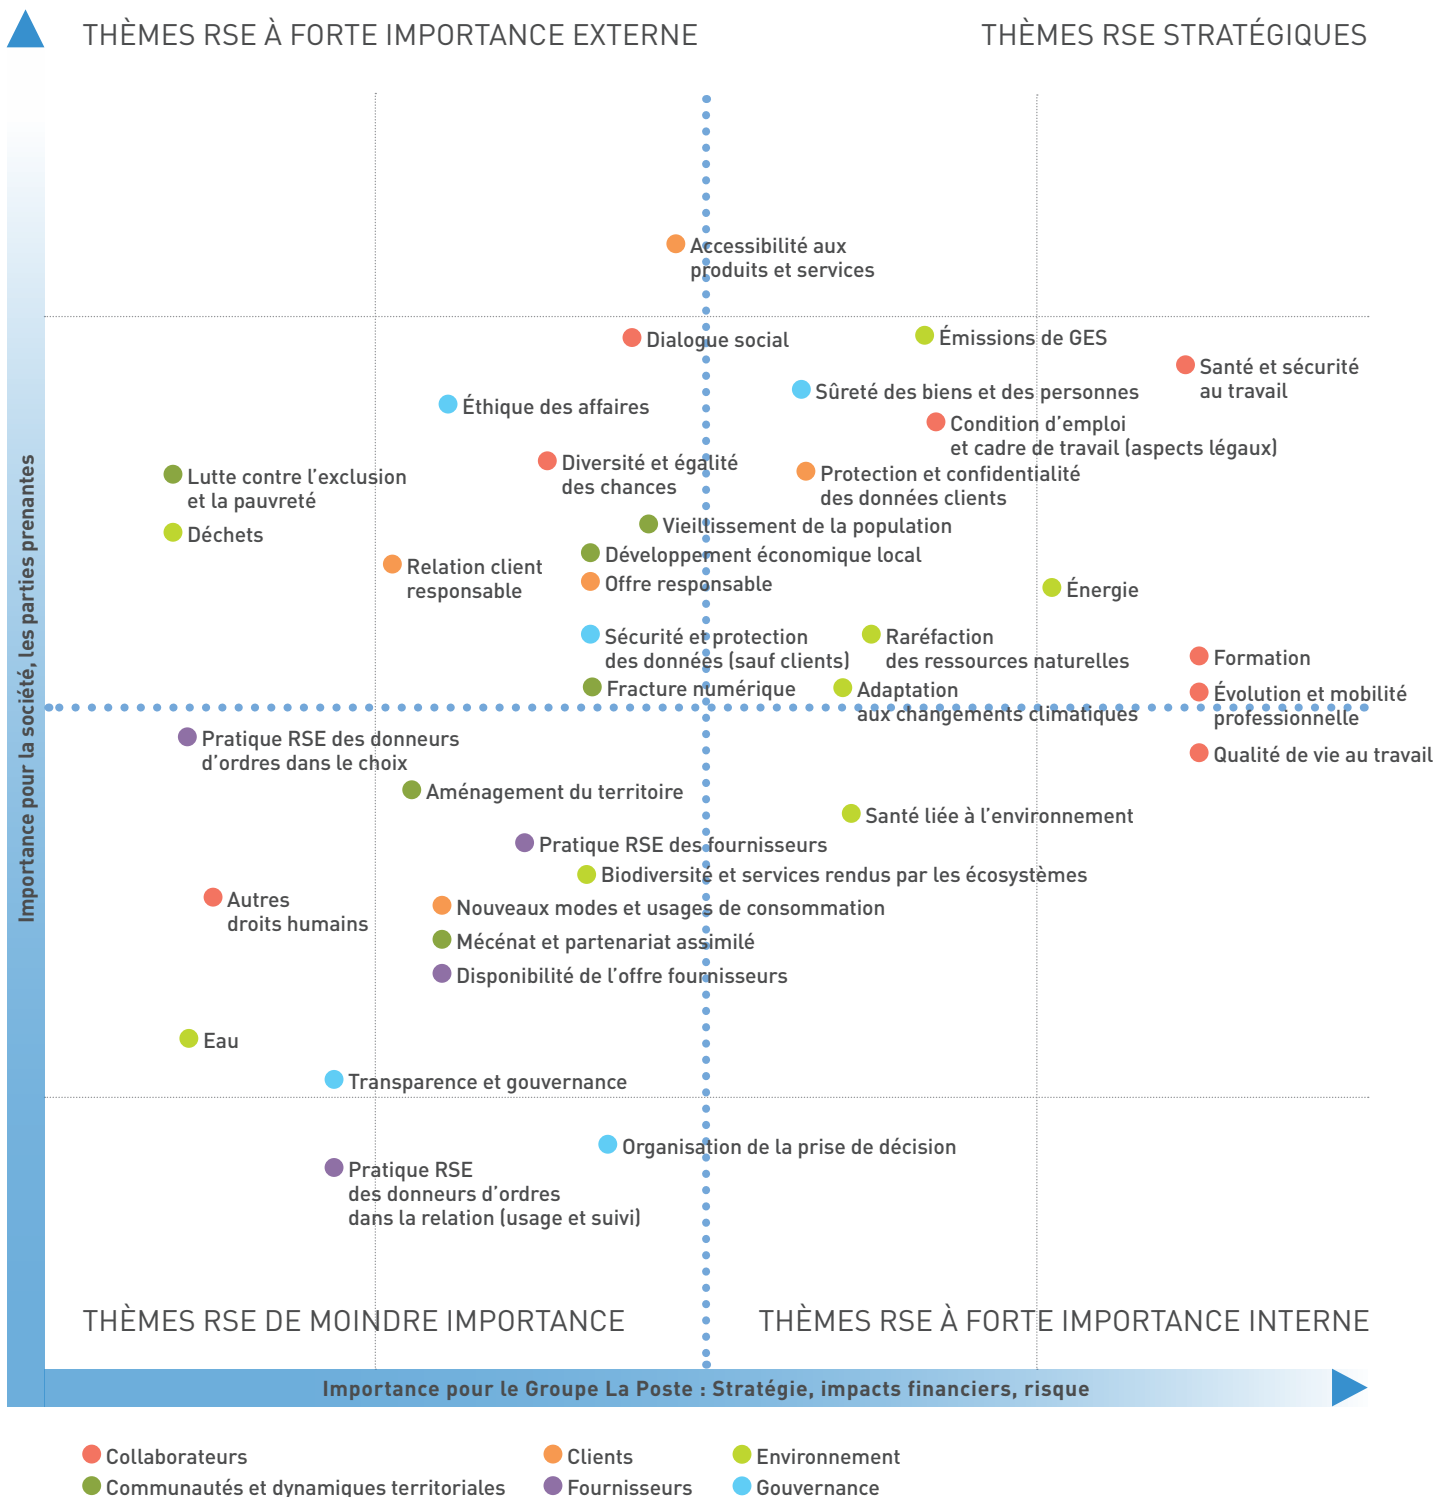 THÈMES RSE À FORTE IMPORTANCE EXTERNE
THÈMES RSE STRATÉGIQUES
Accessibilité aux
produits et services
Dialogue social
Émissions de GES
Santé et sécurité
au travail
Sûreté des biens et des personnes
Éthique des affaires
Condition d'emploi
et cadre de travail (aspects légaux)
Diversité et égalité
des chances
Protection et confidentialité
des données clients
Lutte contre l'exclusion
et la pauvreté
Vieillissement de la population
Déchets
Développement économique local
Relation client
responsable
Offre responsable
Énergie
Sécurité et protection
des données (sauf clients)
Raréfaction
des ressources naturelles
Formation
Fracture numérique
Adaptation
aux changements climatiques
Évolution et mobilité
professionnelle
Pratique RSE des donneurs
d'ordres dans le choix
Qualité de vie au travail
Aménagement du territoire
Santé liée à l'environnement
Pratique RSE des fournisseurs
Biodiversité et services rendus par les écosystèmes
Autres
droits humains
Nouveaux modes et usages de consommation
Mécénat et partenariat assimilé
Disponibilité de l'offre fournisseurs
Eau
Transparence et gouvernance
Organisation de la prise de décision
Pratique RSE
des donneurs d'ordres
dans la relation (usage et suivi)
THÈMES RSE DE MOINDRE IMPORTANCE
THÈMES RSE À FORTE IMPORTANCE INTERNE
Importance pour la société, les parties prenantes
Importance pour le Groupe La Poste : Stratégie, impacts financiers, risque
Collaborateurs
Clients
Environnement
Communautés et dynamiques territoriales
Fournisseurs
Gouvernance